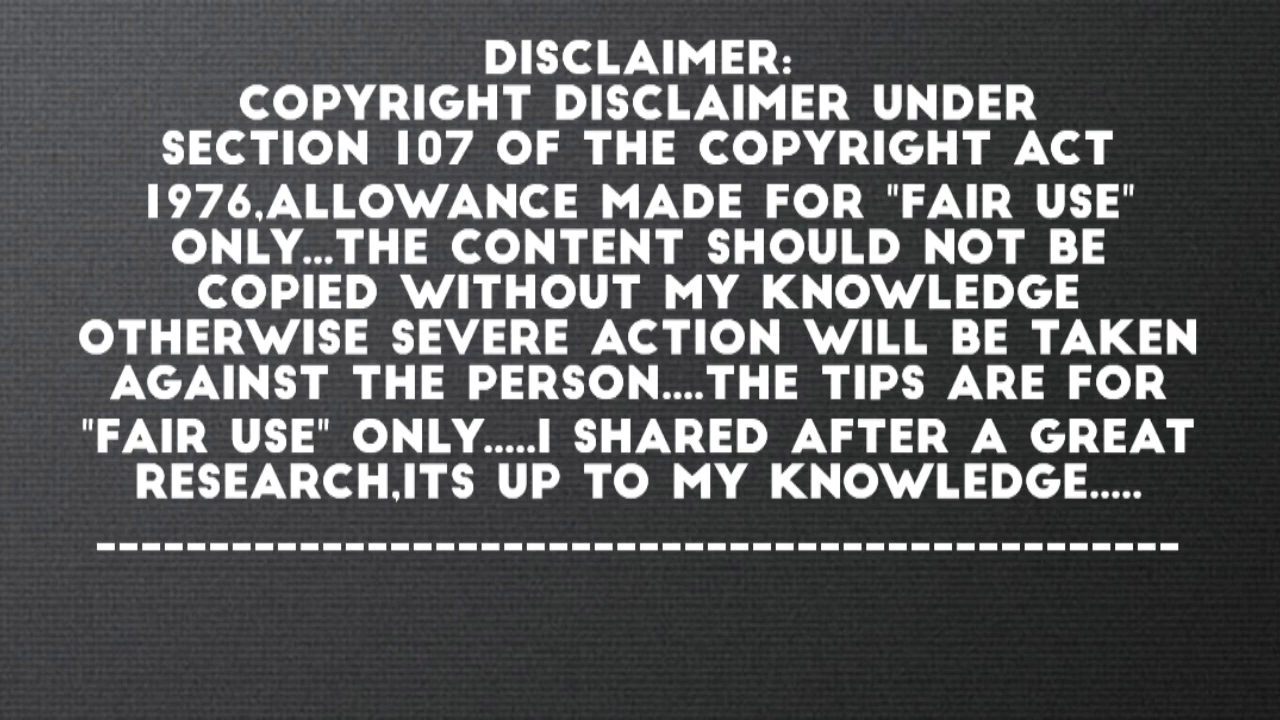 DISCLAIMER:
COPYRIGHT DISCLAIMER UNDER
SECTION 107 OF THE COPYRIGHT ACT
1976,ALLOWANCE MADE FOR "FAIR USE"
ONLY...THE CONTENT SHOULD NOT BE
COPIED WITHOUT MY KNOWLEDGE
OTHERWISE SEVERE ACTION WILL BE TAKEN
AGAINST THE PERSON....THE TIPS ARE FOR
"FAIR USE" ONLY.....I SHARED AFTER A GREAT
RESEARCH,ITS UP TO MY KNOWLEDGE.....
------------------------------------------------